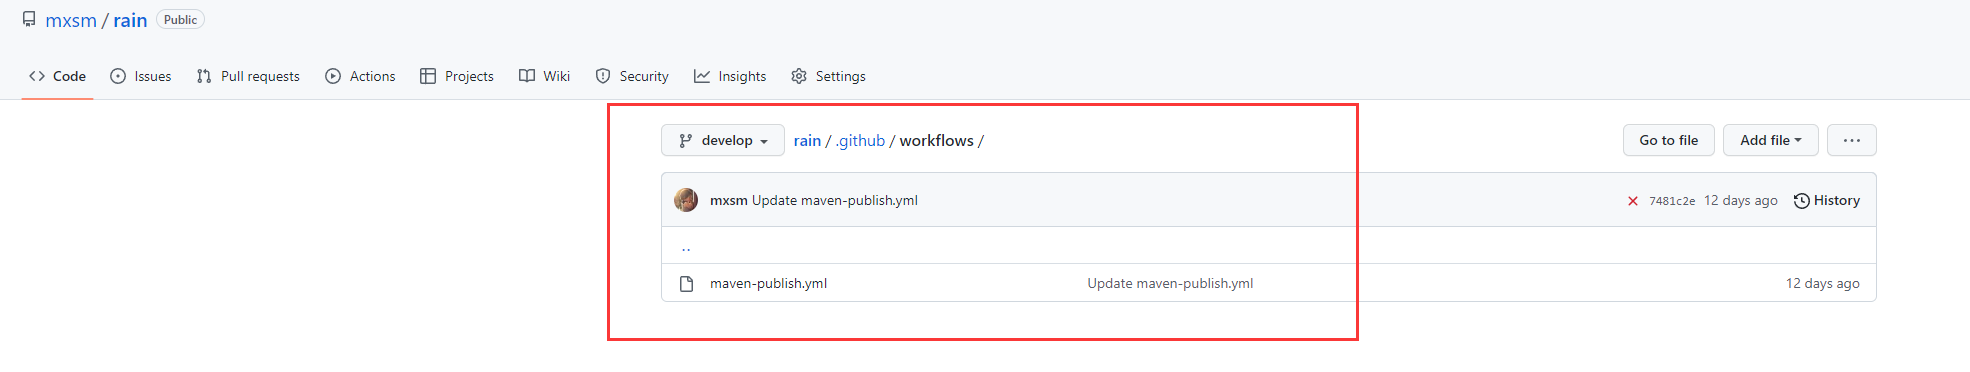 mxsm / rain Public
Code Issues Pull requests Actions Projects Wiki Security Insights Settings
develop rain / .github / workflows / Go to file Add file ···
mxsm Update maven-publish.yml 7481c2e 12 days ago History
..
maven-publish.yml Update maven-publish.yml 12 days ago